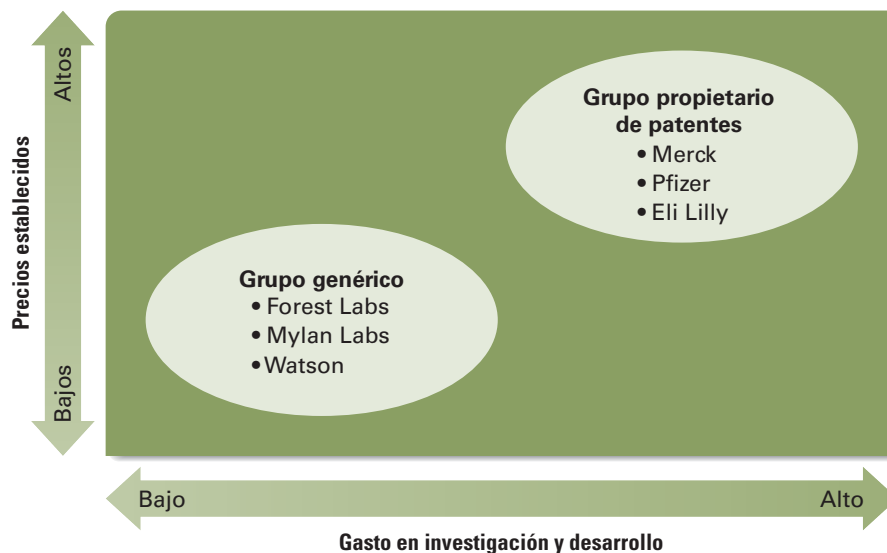 Precios establecidos
Altos
Bajos
Grupo propietario
de patentes
• Merck
• Pfizer
• Eli Lilly
Grupo genérico
• Forest Labs
• Mylan Labs
• Watson
Bajo
Alto
Gasto en investigación y desarrollo